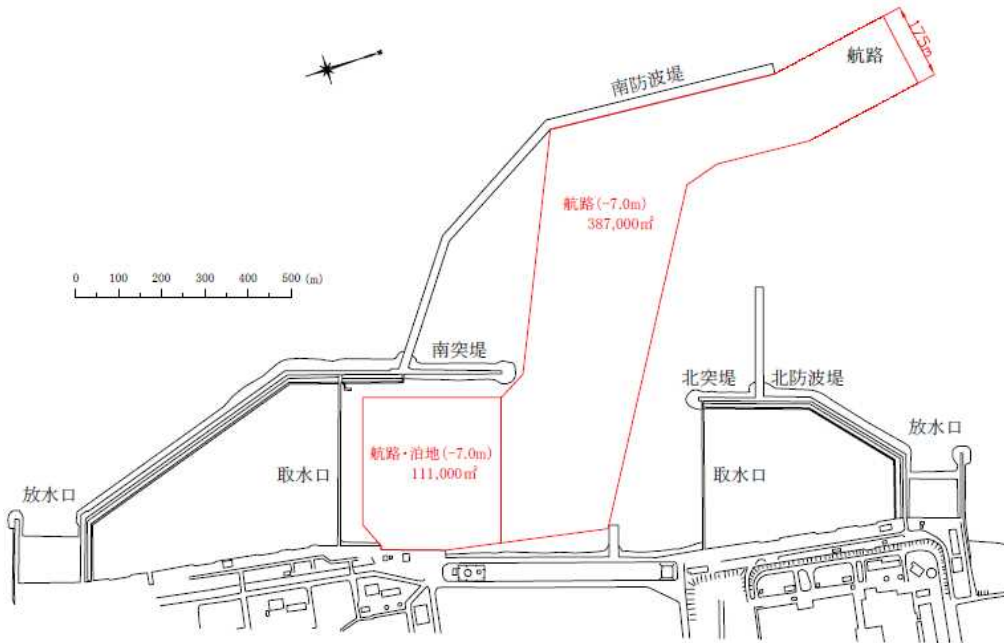 175m
航路
南防波堤
航路(-7.0m)
387,000㎡
0 100 200 300 400 500 (m)
南突堤
北突堤
北防波堤
放水口
航路・泊地(-7.0m)
111,000㎡
取水口
取水口
放水口